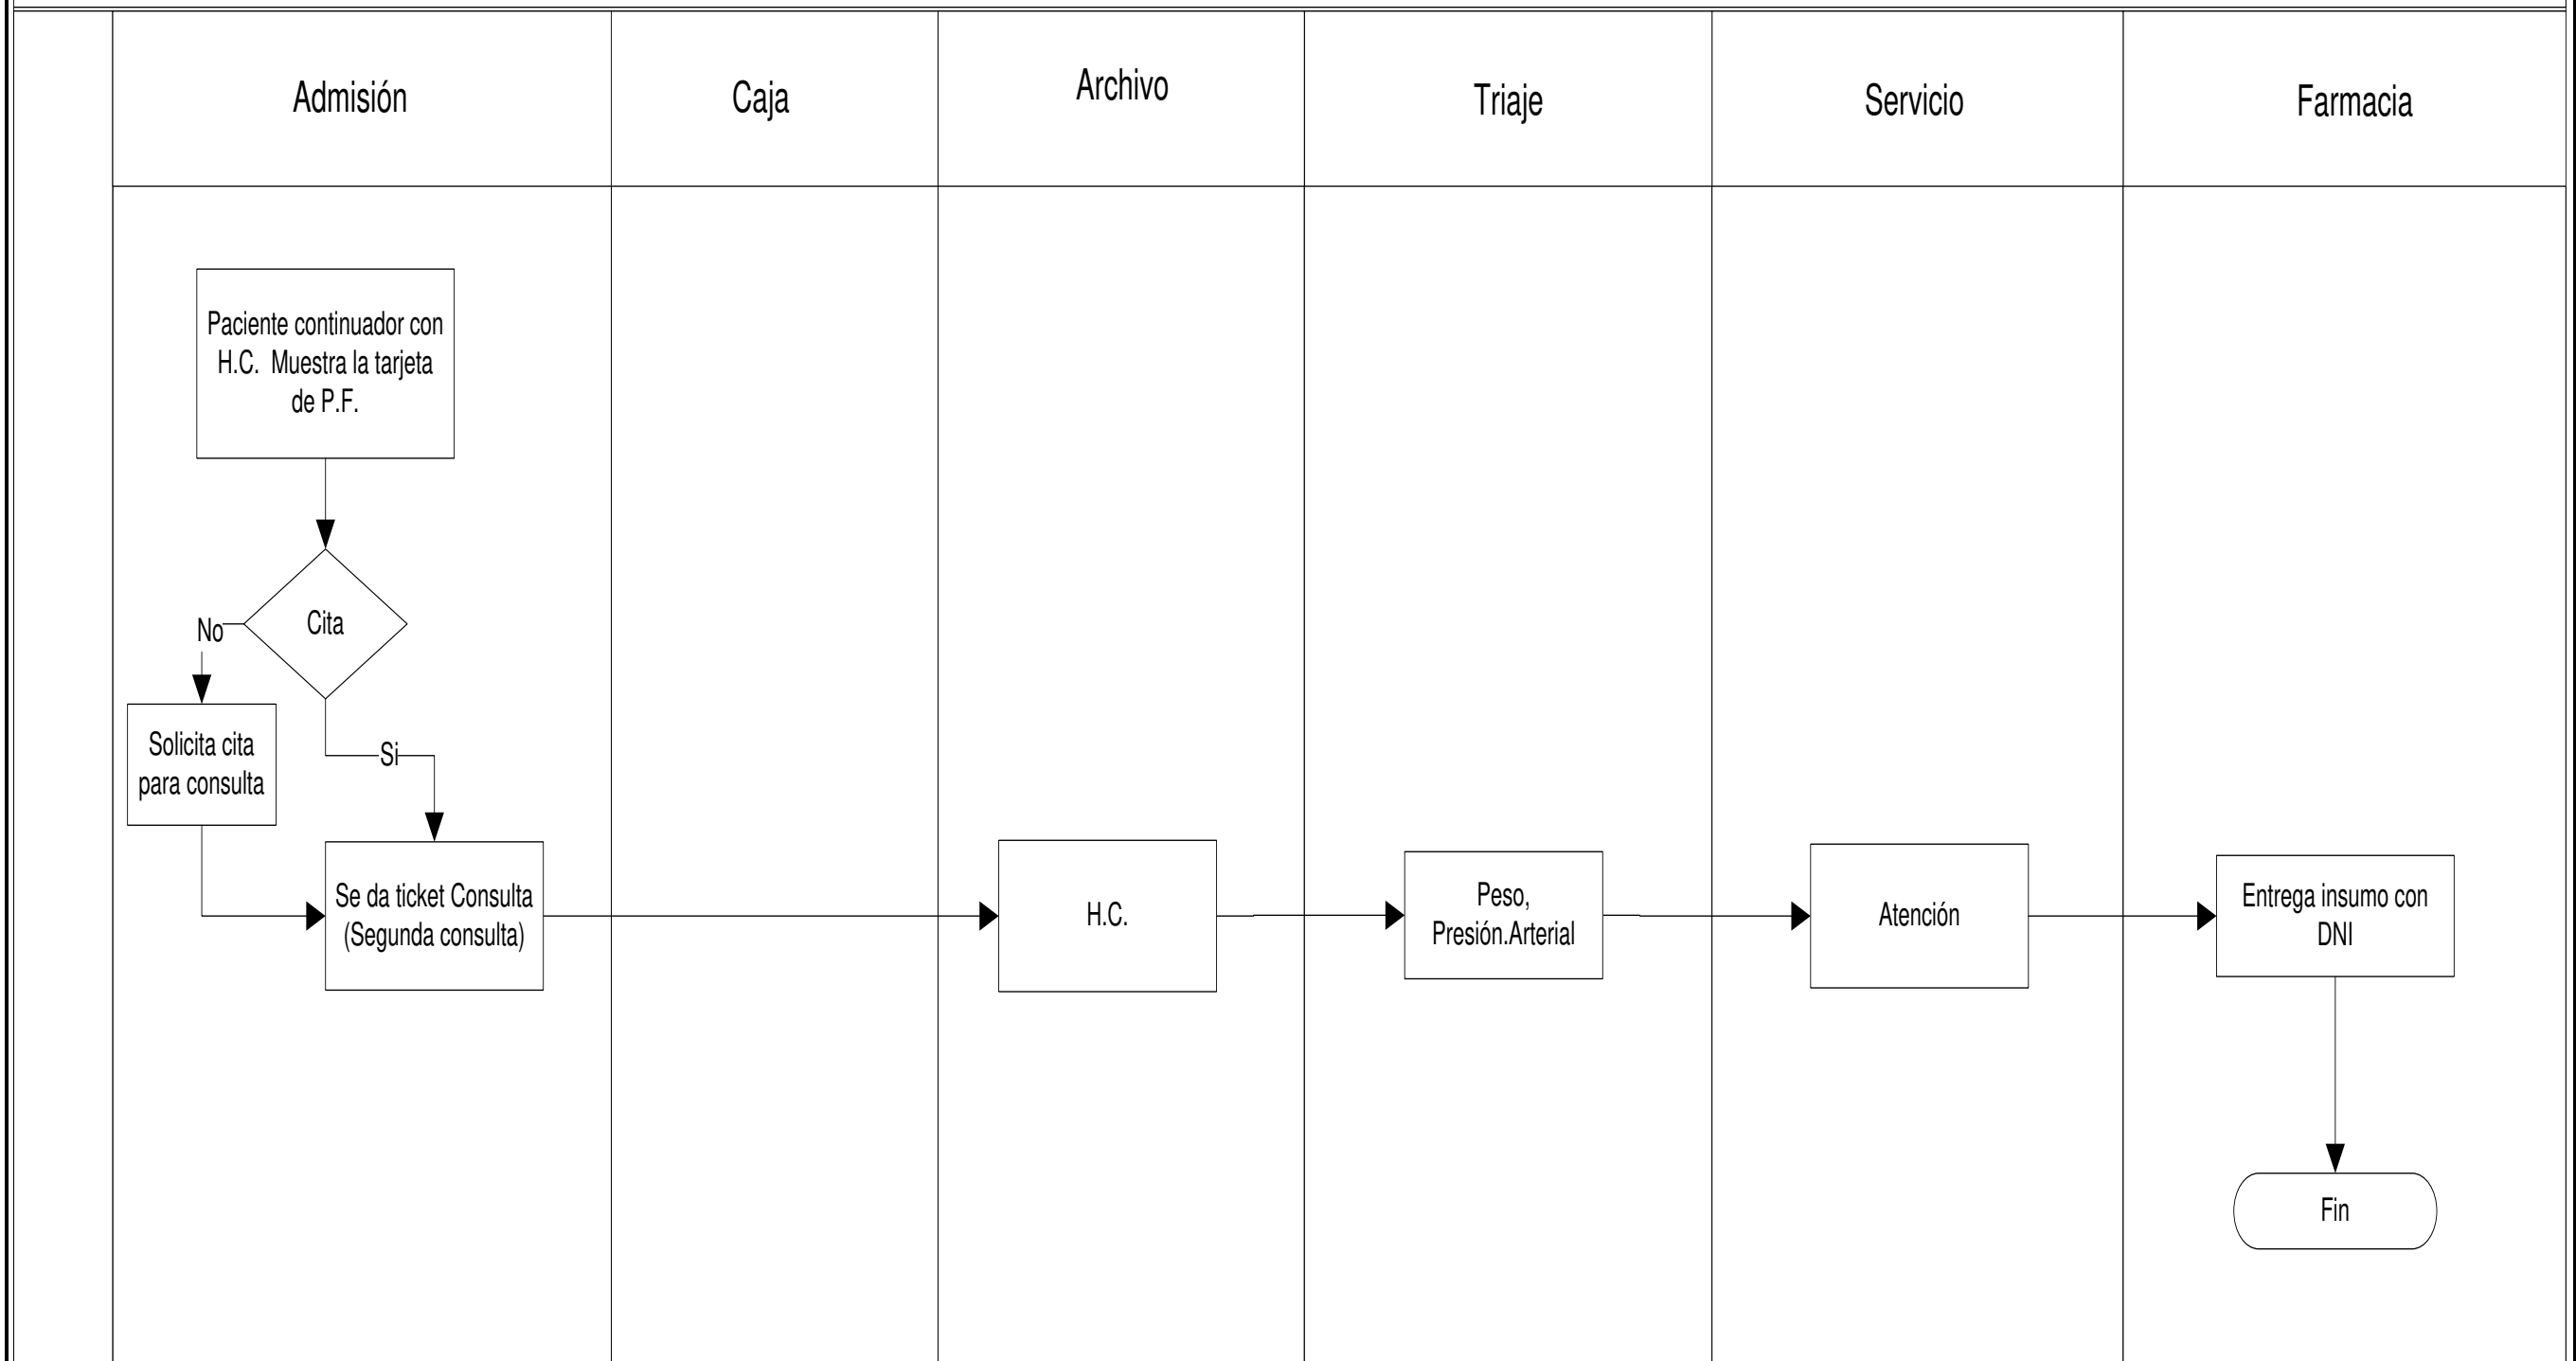 Admisión
Caja
Archivo
Triaje
Servicio
Farmacia
Paciente continuador con
H.C. Muestra la tarjeta
de P.F.
Cita
No
Solicita cita
para consulta
Si
Se da ticket Consulta
(Segunda consulta)
H.C.
Peso,
Presión.Arterial
Atención
Entrega insumo con
DNI
Fin